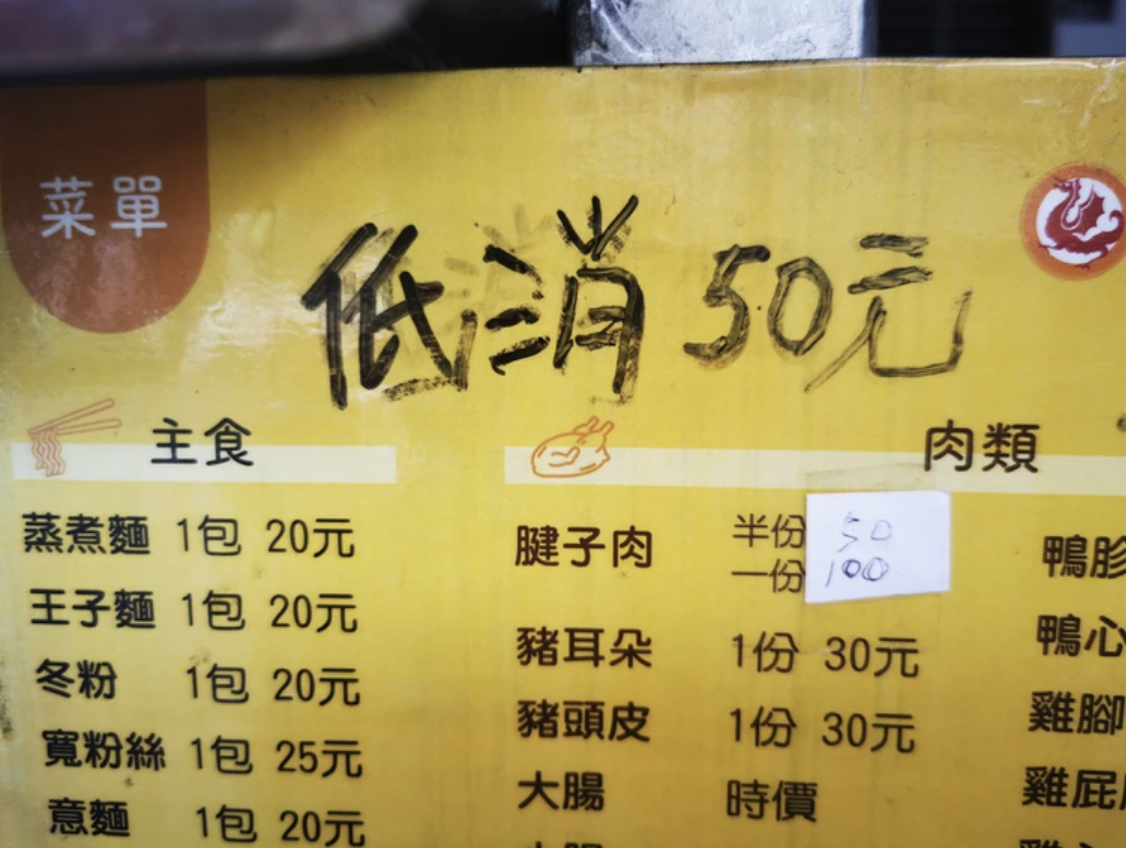 菜單
低消 50元
主食
蒸煮麵 1包 20元
王子麵 1包 20元
冬粉 1包 20元
寬粉絲 1包 25元
意麵 1包 20元
肉類
腱子肉 半份 50
一份 100
豬耳朵 1份 30元
豬頭皮 1份 30元
大腸 時價
鴨胗
鴨心
雞腳
雞屁